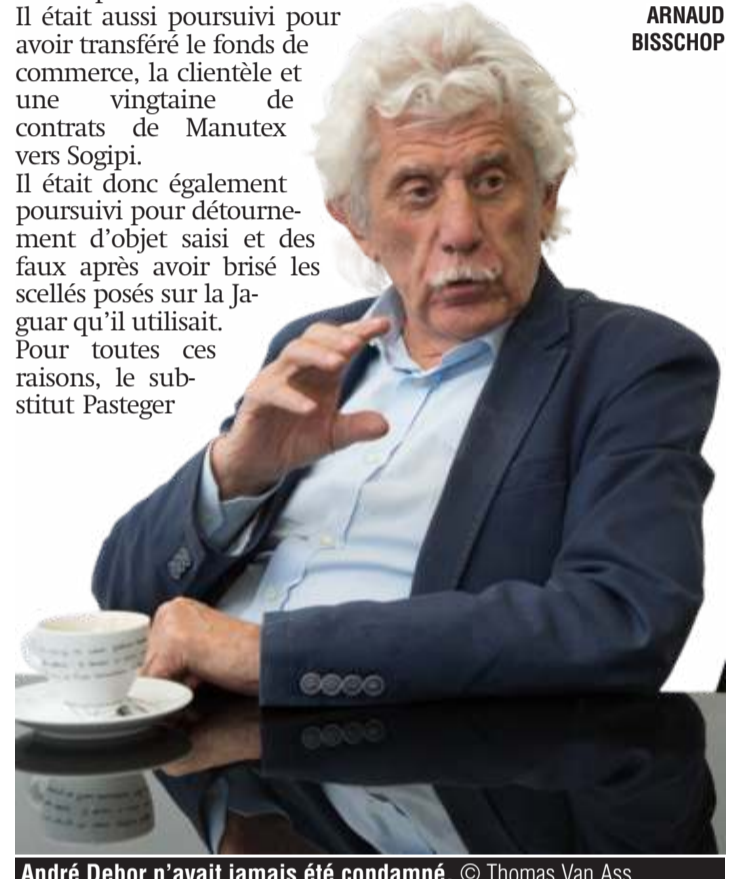 Il était aussi poursuivi pour
avoir transféré le fonds de
commerce, la clientèle et
une vingtaine de
contrats de Manutex
vers Sogipi.
Il était donc également
poursuivi pour détourne-
ment d'objet saisi et des
faux après avoir brisé les
scellés posés sur la Ja-
guar qu'il utilisait.
Pour toutes ces
raisons, le sub-
stitut Pasteger
ARNAUD
BISSCHOP
André Debor n'avait jamais été condamné. © Thomas Van Ass